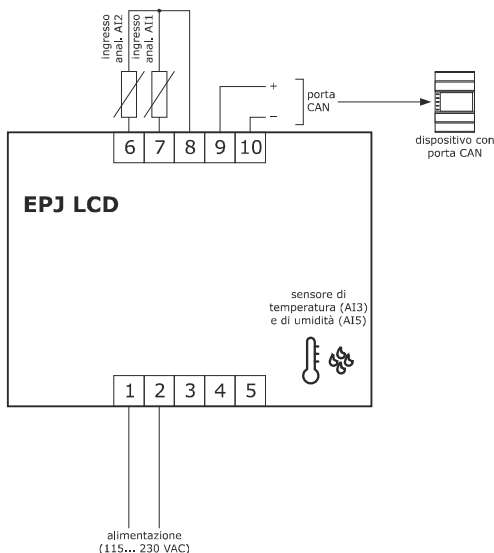 ingresso
anal. AI2
ingresso
anal. AI1
+
porta
CAN
−
dispositivo con
porta CAN
6 7 8 9 10
EPJ LCD
sensore di
temperatura (AI3)
e di umidità (AI5)
1 2 3 4 5
alimentazione
(115... 230 VAC)